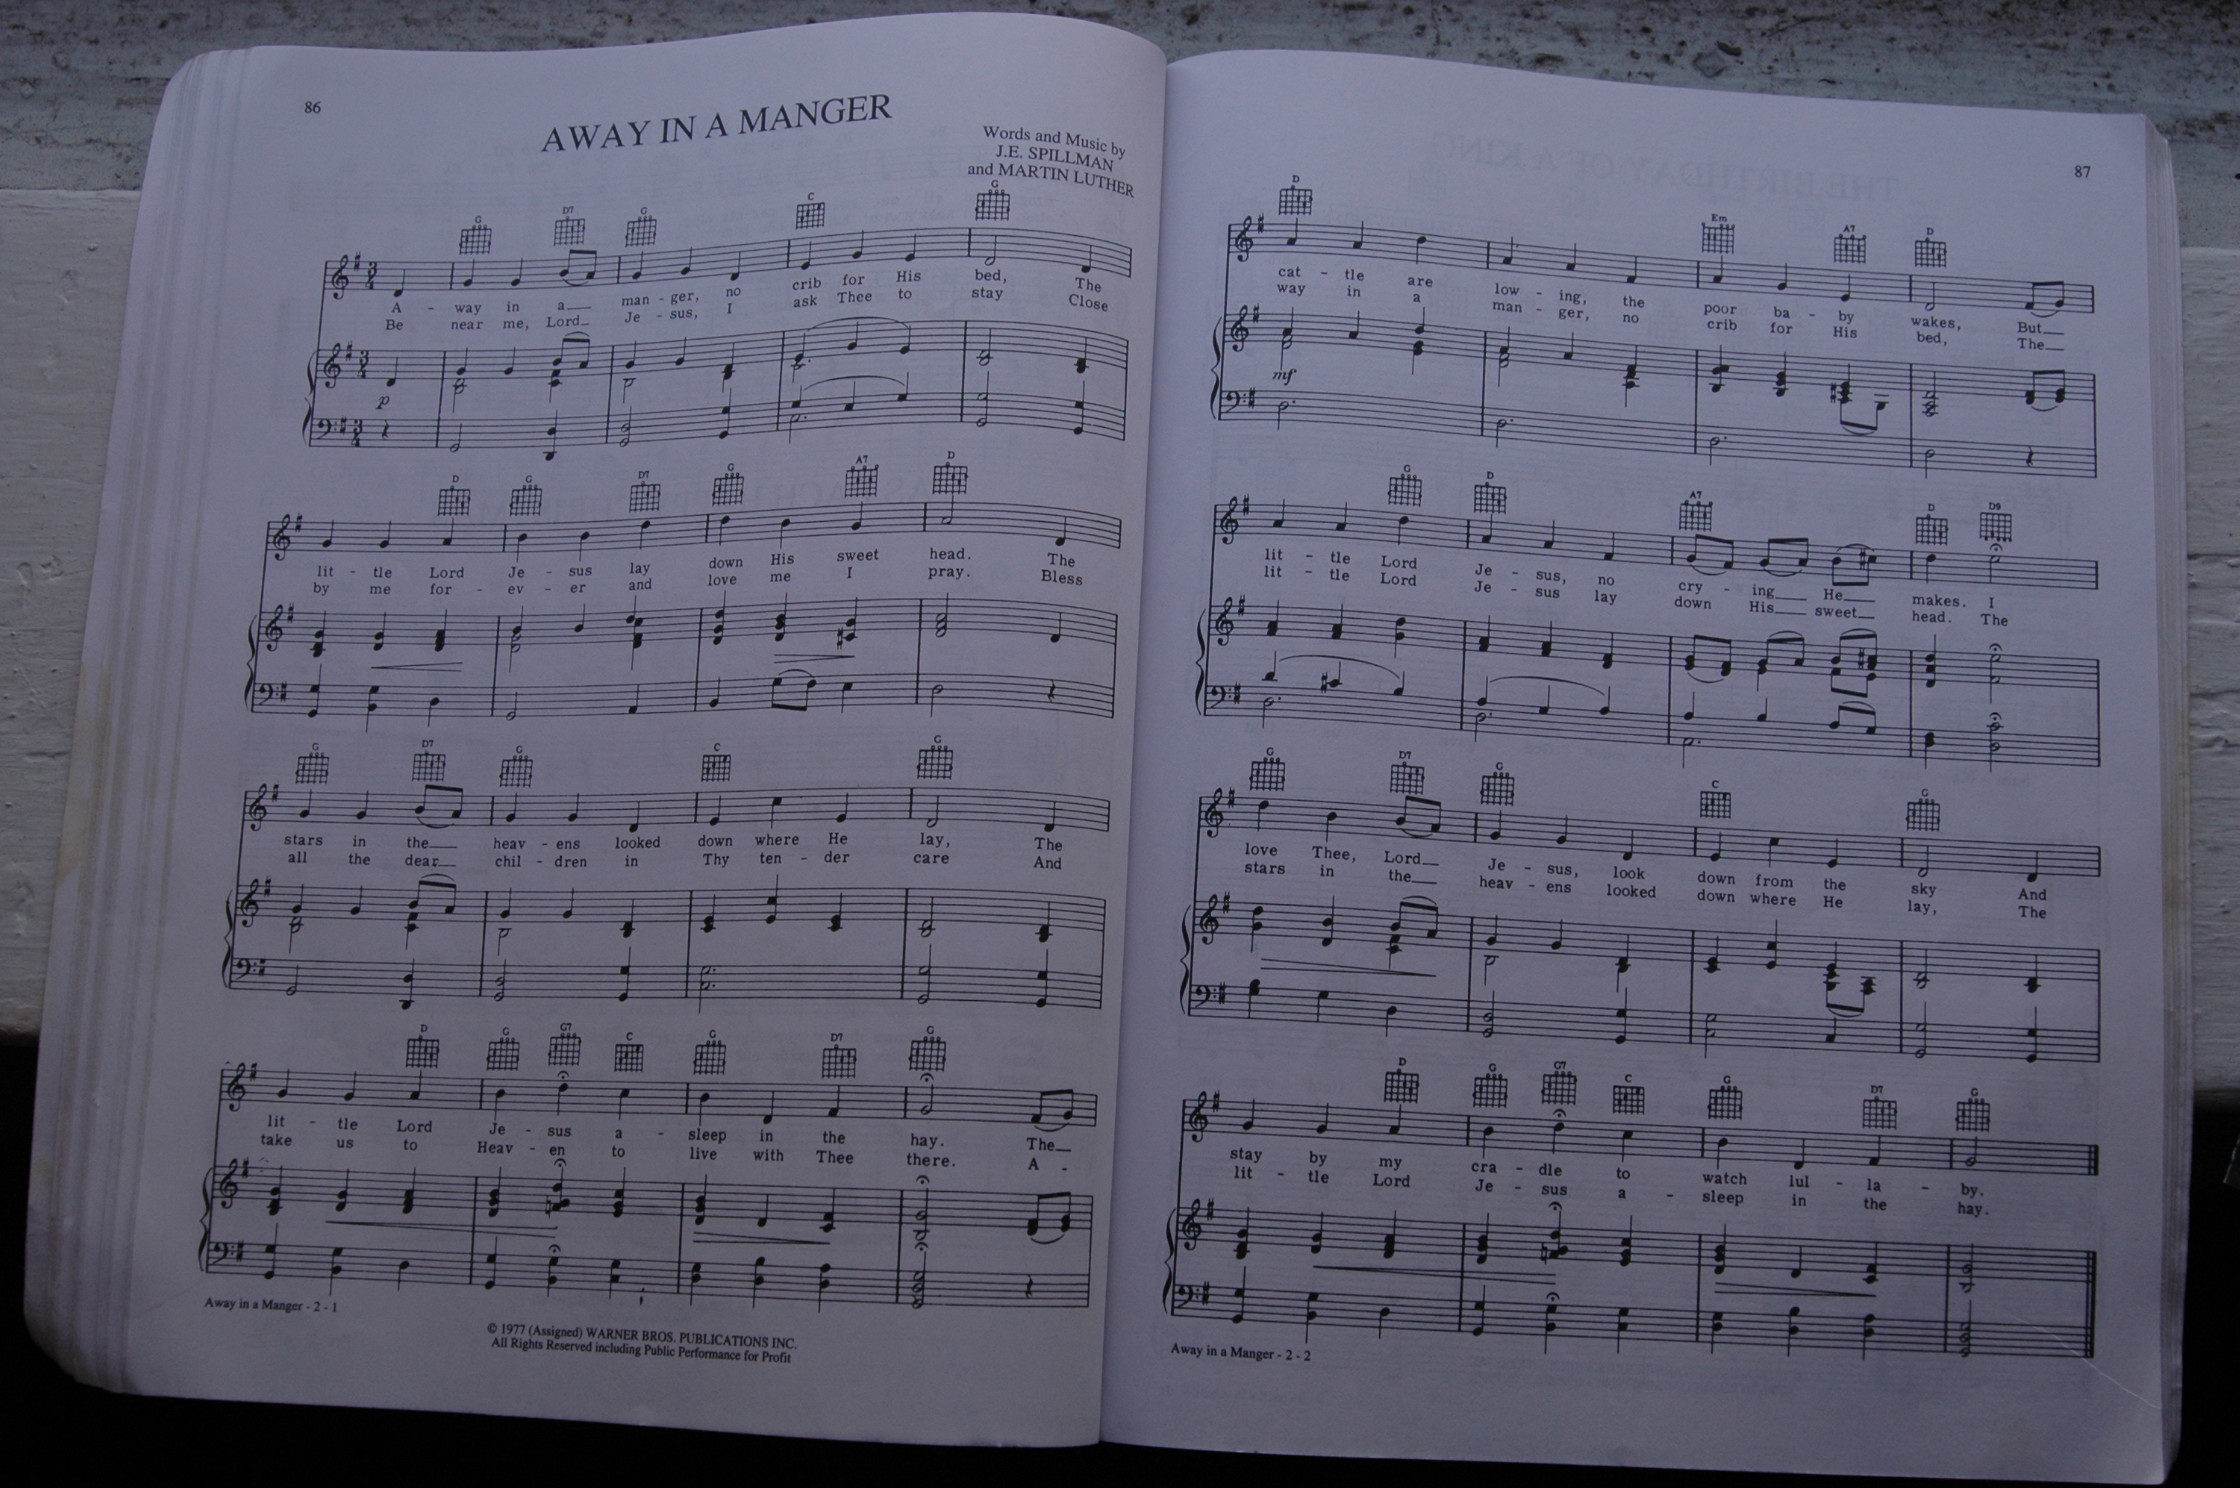 86
AWAY IN A MANGER
Words and Music by
J.E. SPILLMAN
and MARTIN LUTHER
G D7 G C G
A - way in a man - ger, no crib for His bed, The
Be near me, Lord Je - sus, I ask Thee to stay Close
p
D G D7 G A7 D
lit - tle Lord Je - sus lay down His sweet head. The
by me for - ev - er and love me I pray. Bless
G D7 G C G
stars in the heav - ens looked down where He lay, The
all the dear chil - dren in Thy ten - der care And
D G G7 C G D7 G
lit - tle Lord Je - sus a - sleep in the hay. The
take us to Heav - en to live with Thee there. A -
Away in a Manger - 2 - 1
© 1977 (Assigned) WARNER BROS. PUBLICATIONS INC.
All Rights Reserved including Public Performance for Profit
87
D Em A7 D
cat - tle are low - ing, the poor ba - by wakes, But
way in a man - ger, no crib for His bed, The
mf
G D A7 D D9
lit - tle Lord Je - sus, no cry - ing He makes. I
lit - tle Lord Je - sus lay down His sweet head. The
G D7 G C G
love Thee, Lord Je - sus, look down from the sky And
stars in the heav - ens looked down where He lay, The
D G G7 C G D7 G
stay by my cra - dle to watch lul - la - by.
lit - tle Lord Je - sus a - sleep in the hay.
Away in a Manger - 2 - 2